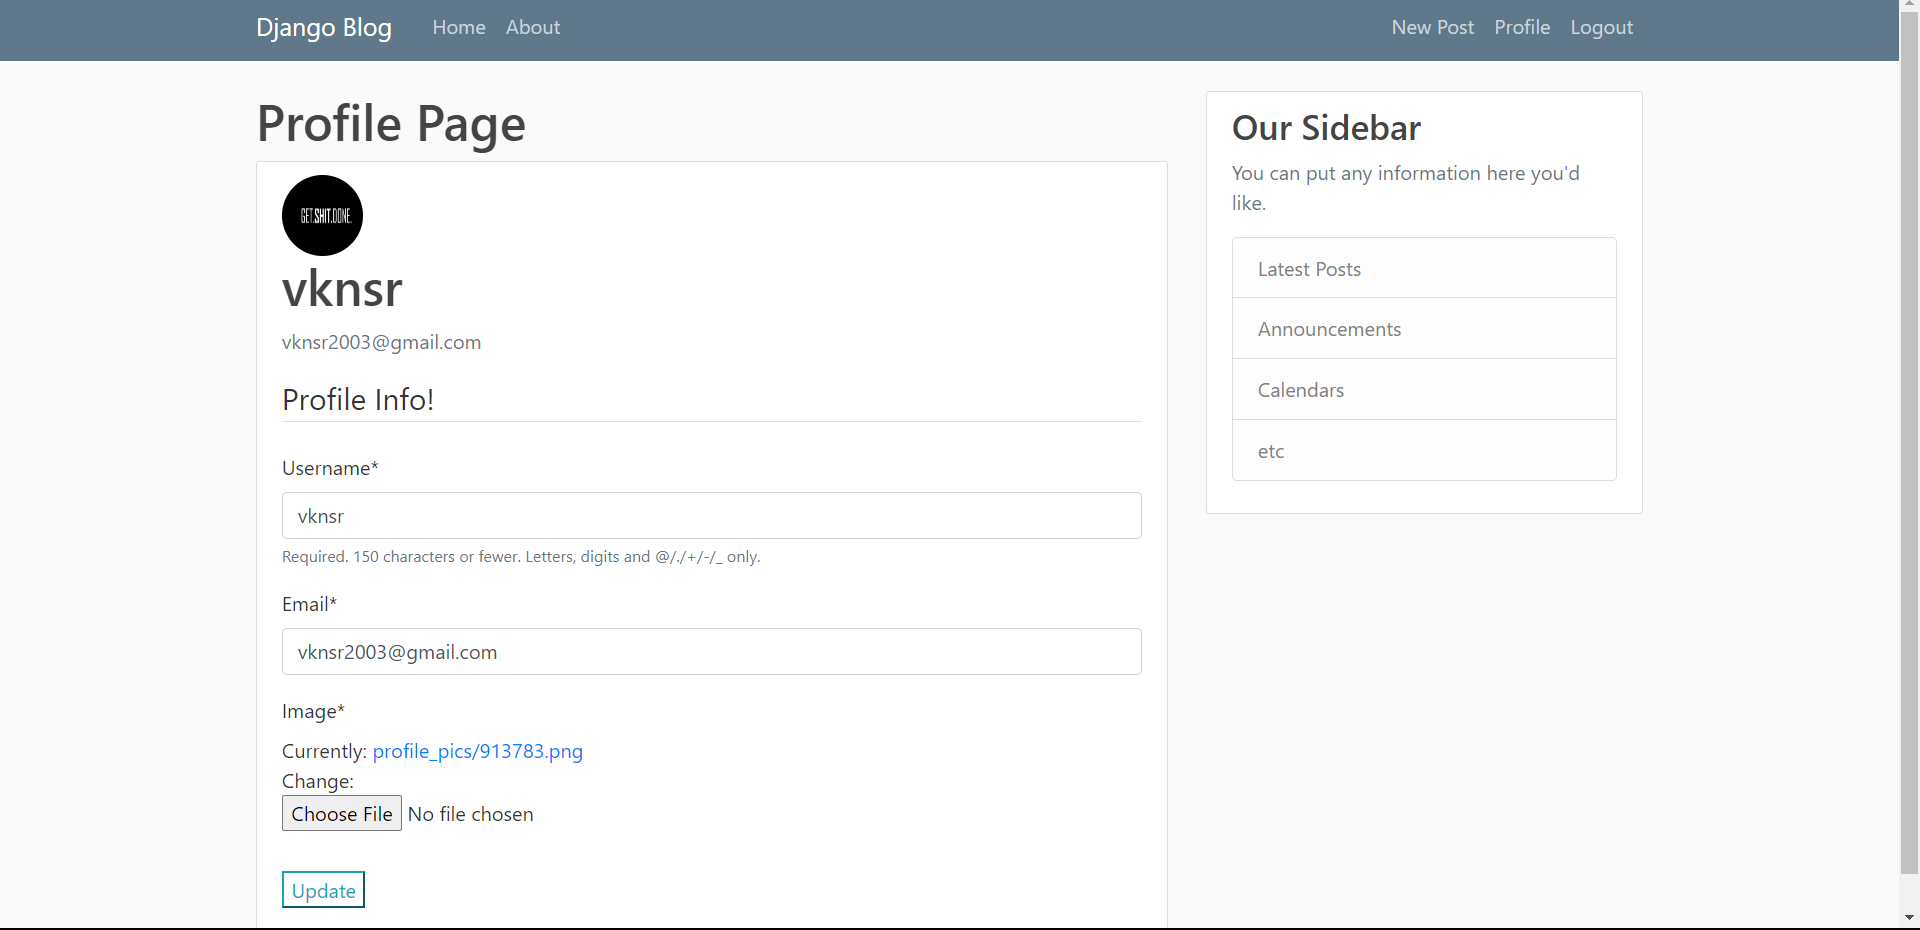 Django Blog Home About New Post Profile Logout
Profile Page
GET.SHIT.DONE.
vknsr
vknsr2003@gmail.com
Profile Info!
Username*
vknsr
Required. 150 characters or fewer. Letters, digits and @/./+/-/_ only.
Email*
vknsr2003@gmail.com
Image*
Currently: profile_pics/913783.png
Change:
Choose File No file chosen
Update
Our Sidebar
You can put any information here you'd
like.
Latest Posts
Announcements
Calendars
etc